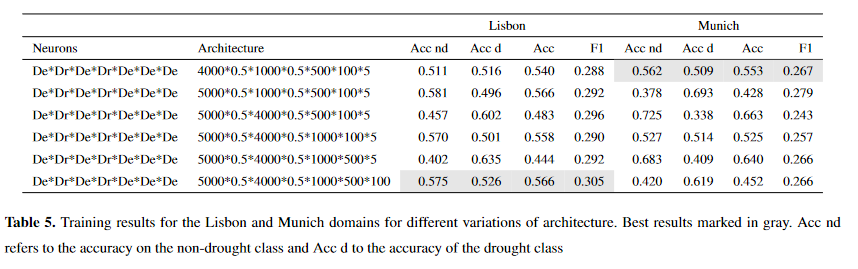 Lisbon Munich
Neurons Architecture Acc nd Acc d Acc F1 Acc nd Acc d Acc F1
De*Dr*De*Dr*De*De*De 4000*0.5*1000*0.5*500*100*5 0.511 0.516 0.540 0.288 0.562 0.509 0.553 0.267
De*Dr*De*Dr*De*De*De 5000*0.5*1000*0.5*500*100*5 0.581 0.496 0.566 0.292 0.378 0.693 0.428 0.279
De*Dr*De*Dr*De*De*De 5000*0.5*4000*0.5*500*100*5 0.457 0.602 0.483 0.296 0.725 0.338 0.663 0.243
De*Dr*De*Dr*De*De*De 5000*0.5*4000*0.5*1000*100*5 0.570 0.501 0.558 0.290 0.527 0.514 0.525 0.257
De*Dr*De*Dr*De*De*De 5000*0.5*4000*0.5*1000*500*5 0.402 0.635 0.444 0.292 0.683 0.409 0.640 0.266
De*Dr*De*Dr*De*De*De 5000*0.5*4000*0.5*1000*500*100 0.575 0.526 0.566 0.305 0.420 0.619 0.452 0.266
Table 5. Training results for the Lisbon and Munich domains for different variations of architecture. Best results marked in gray. Acc nd
refers to the accuracy on the non-drought class and Acc d to the accuracy of the drought class